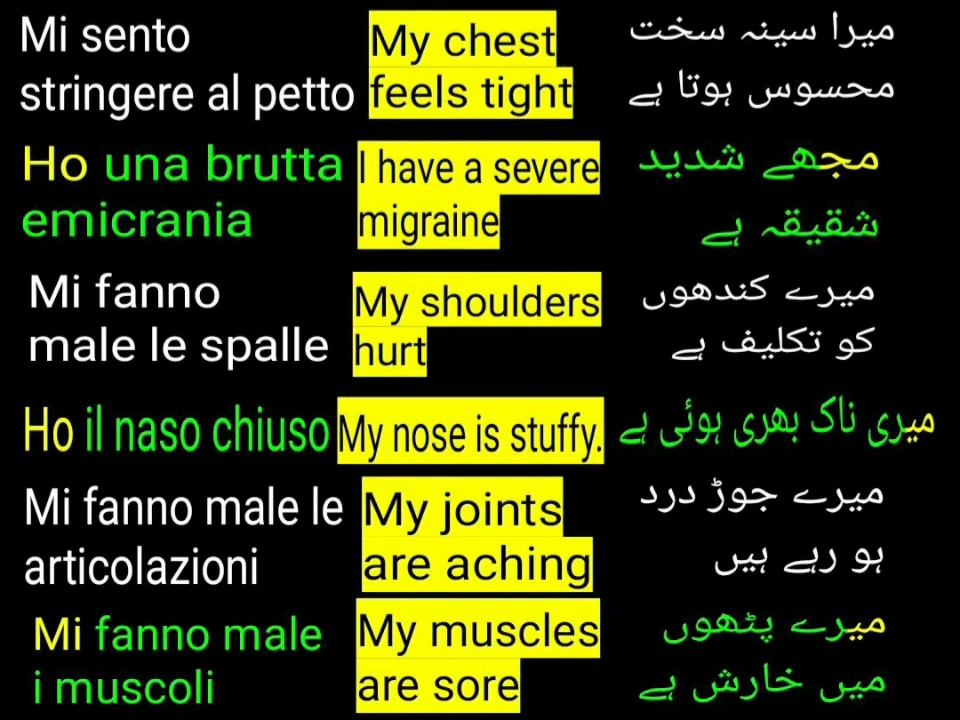 Mi sento
stringere al petto
My chest
feels tight
میرا سینہ سخت
محسوس ہوتا ہے
Ho una brutta
emicrania
I have a severe
migraine
مجھے شدید
شقیقہ ہے
Mi fanno
male le spalle
My shoulders
hurt
میرے کندھوں
کو تکلیف ہے
Ho il naso chiuso
My nose is stuffy.
میری ناک بھری ہوئی ہے
Mi fanno male le
articolazioni
My joints
are aching
میرے جوڑ درد
ہو رہے ہیں
Mi fanno male
i muscoli
My muscles
are sore
میرے پٹھوں
میں خارش ہے